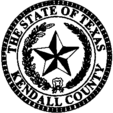 THE STATE OF TEXAS
KENDALL COUNTY